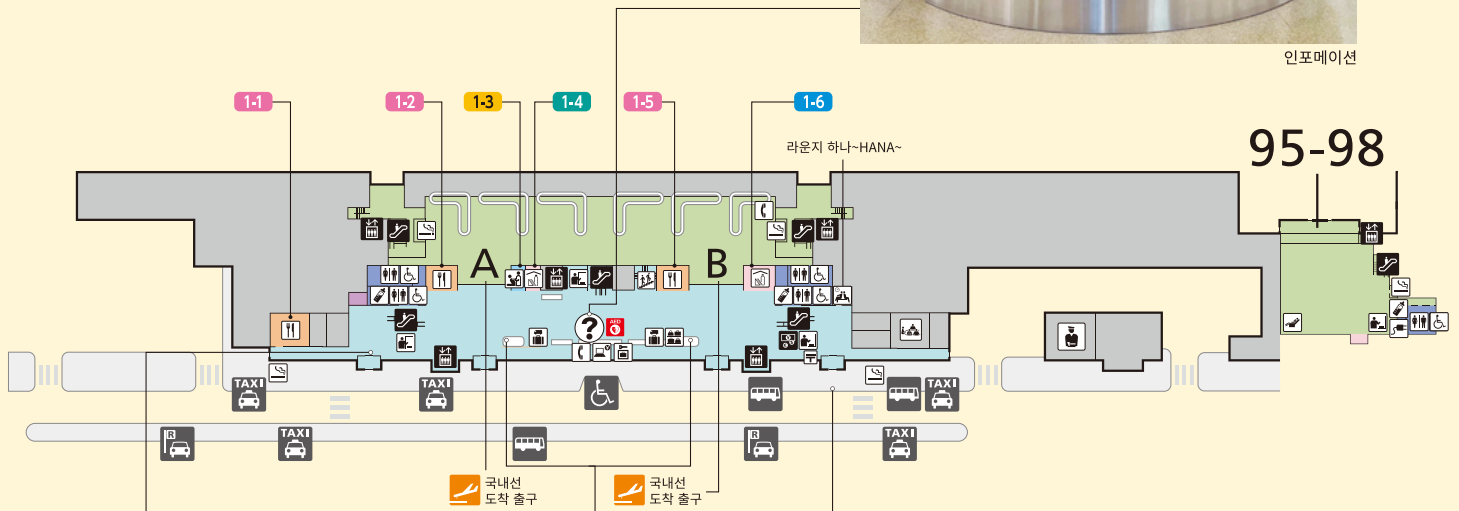 인포메이션
1-1
1-2
1-3
1-4
1-5
1-6
라운지 하나~HANA~
95-98
A
B
?
AED
TAXI
TAXI
TAXI
R
TAXI
R
TAXI
국내선
도착 출구
국내선
도착 출구